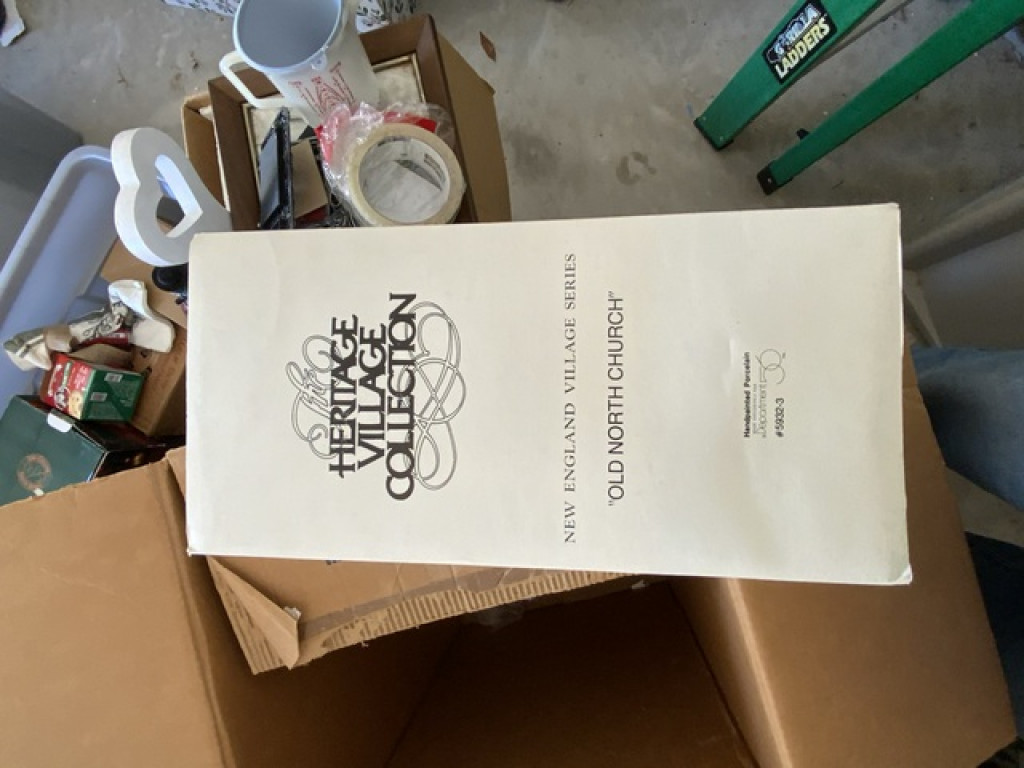 The
HERITAGE
VILLAGE
COLLECTION
NEW ENGLAND VILLAGE SERIES
"OLD NORTH CHURCH"
Handpainted Porcelain
department 56
#5932-3
LADDERS